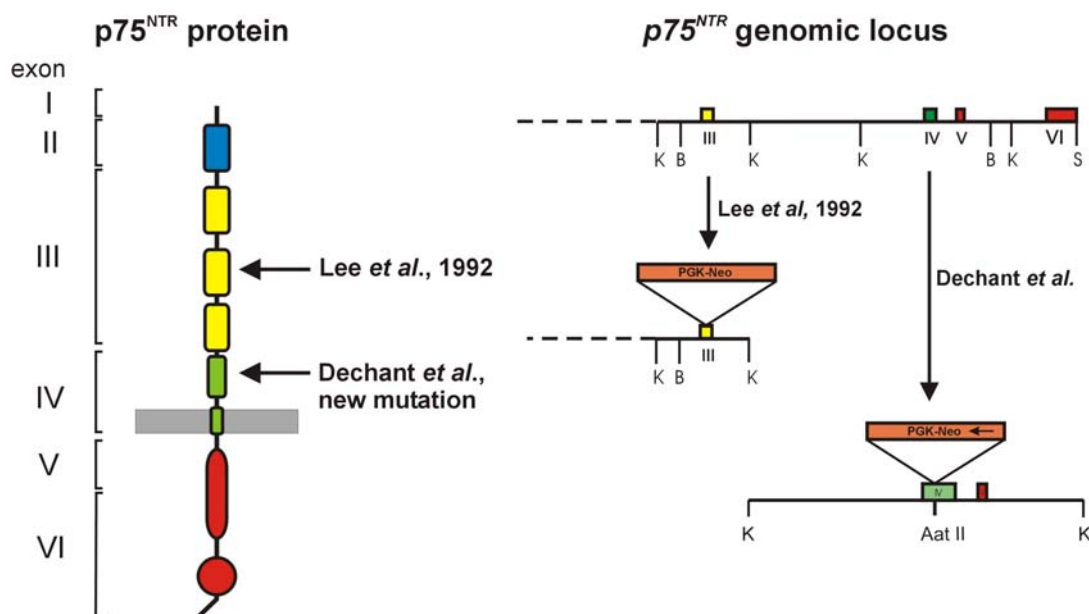 p75NTR protein
exon
I
II
III
IV
V
VI
Lee et al., 1992
Dechant et al.,
new mutation
p75NTR genomic locus
III IV V VI
K B K K B K S
Lee et al, 1992
Dechant et al.
PGK-Neo
III
K B K
PGK-Neo
IV
K Aat II K